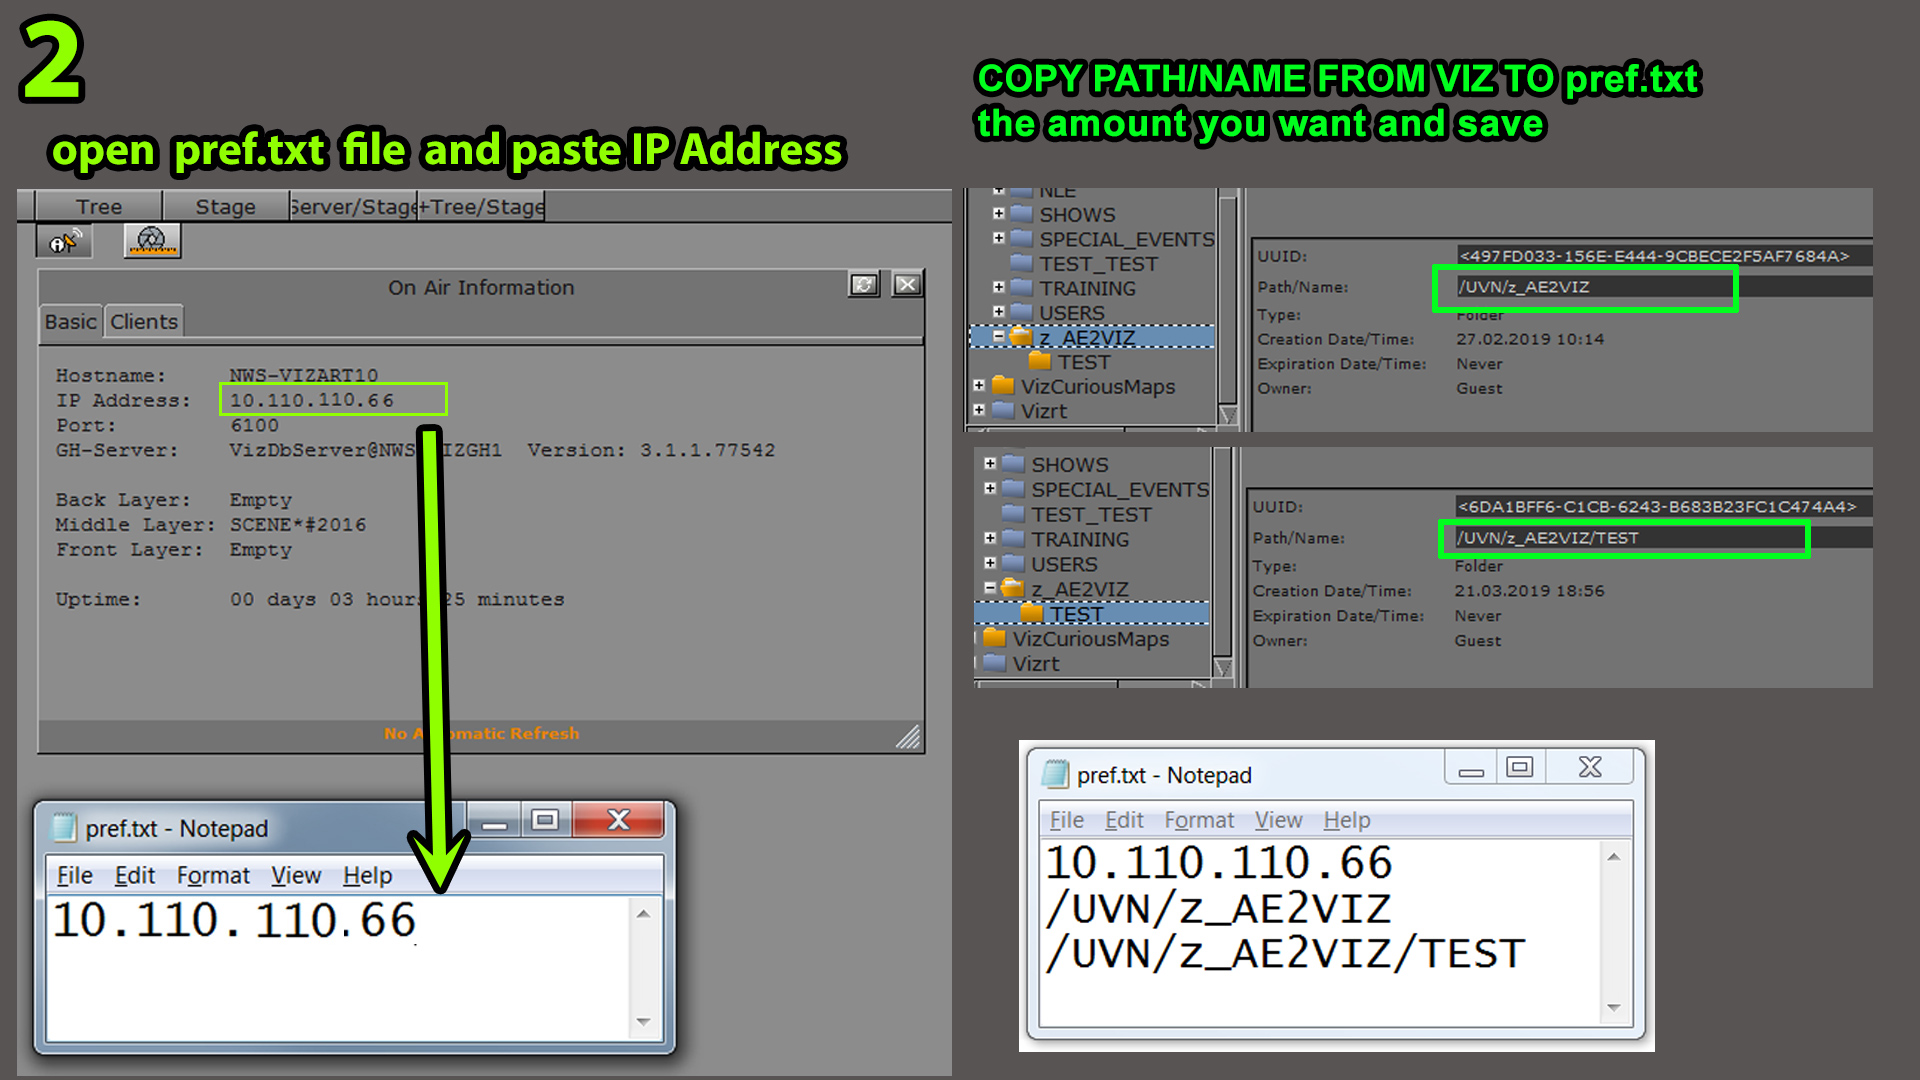 2
open pref.txt file and paste IP Address
Tree
Stage
Server/Stage
+Tree/Stage
On Air Information
Basic
Clients
Hostname: NWS-VIZART10
IP Address: 10.110.110.66
Port: 6100
GH-Server: VizDbServer@NWS IZGH1 Version: 3.1.1.77542
Back Layer: Empty
Middle Layer: SCENE*#2016
Front Layer: Empty
Uptime: 00 days 03 hour 25 minutes
No A omatic Refresh
pref.txt - Notepad
File Edit Format View Help
10.110.110.66
COPY PATH/NAME FROM VIZ TO pref.txt
the amount you want and save
NLE
SHOWS
SPECIAL_EVENTS
TEST_TEST
TRAINING
USERS
z_AE2VIZ
TEST
VizCuriousMaps
Vizrt
UUID: <497FD033-156E-E444-9CBECE2F5AF7684A>
Path/Name: /UVN/z_AE2VIZ
Type: Folder
Creation Date/Time: 27.02.2019 10:14
Expiration Date/Time: Never
Owner: Guest
SHOWS
SPECIAL_EVENTS
TEST_TEST
TRAINING
USERS
z_AE2VIZ
TEST
VizCuriousMaps
Vizrt
UUID: <6DA1BFF6-C1CB-6243-B683B23FC1C474A4>
Path/Name: /UVN/z_AE2VIZ/TEST
Type: Folder
Creation Date/Time: 21.03.2019 18:56
Expiration Date/Time: Never
Owner: Guest
pref.txt - Notepad
File Edit Format View Help
10.110.110.66
/UVN/z_AE2VIZ
/UVN/z_AE2VIZ/TEST